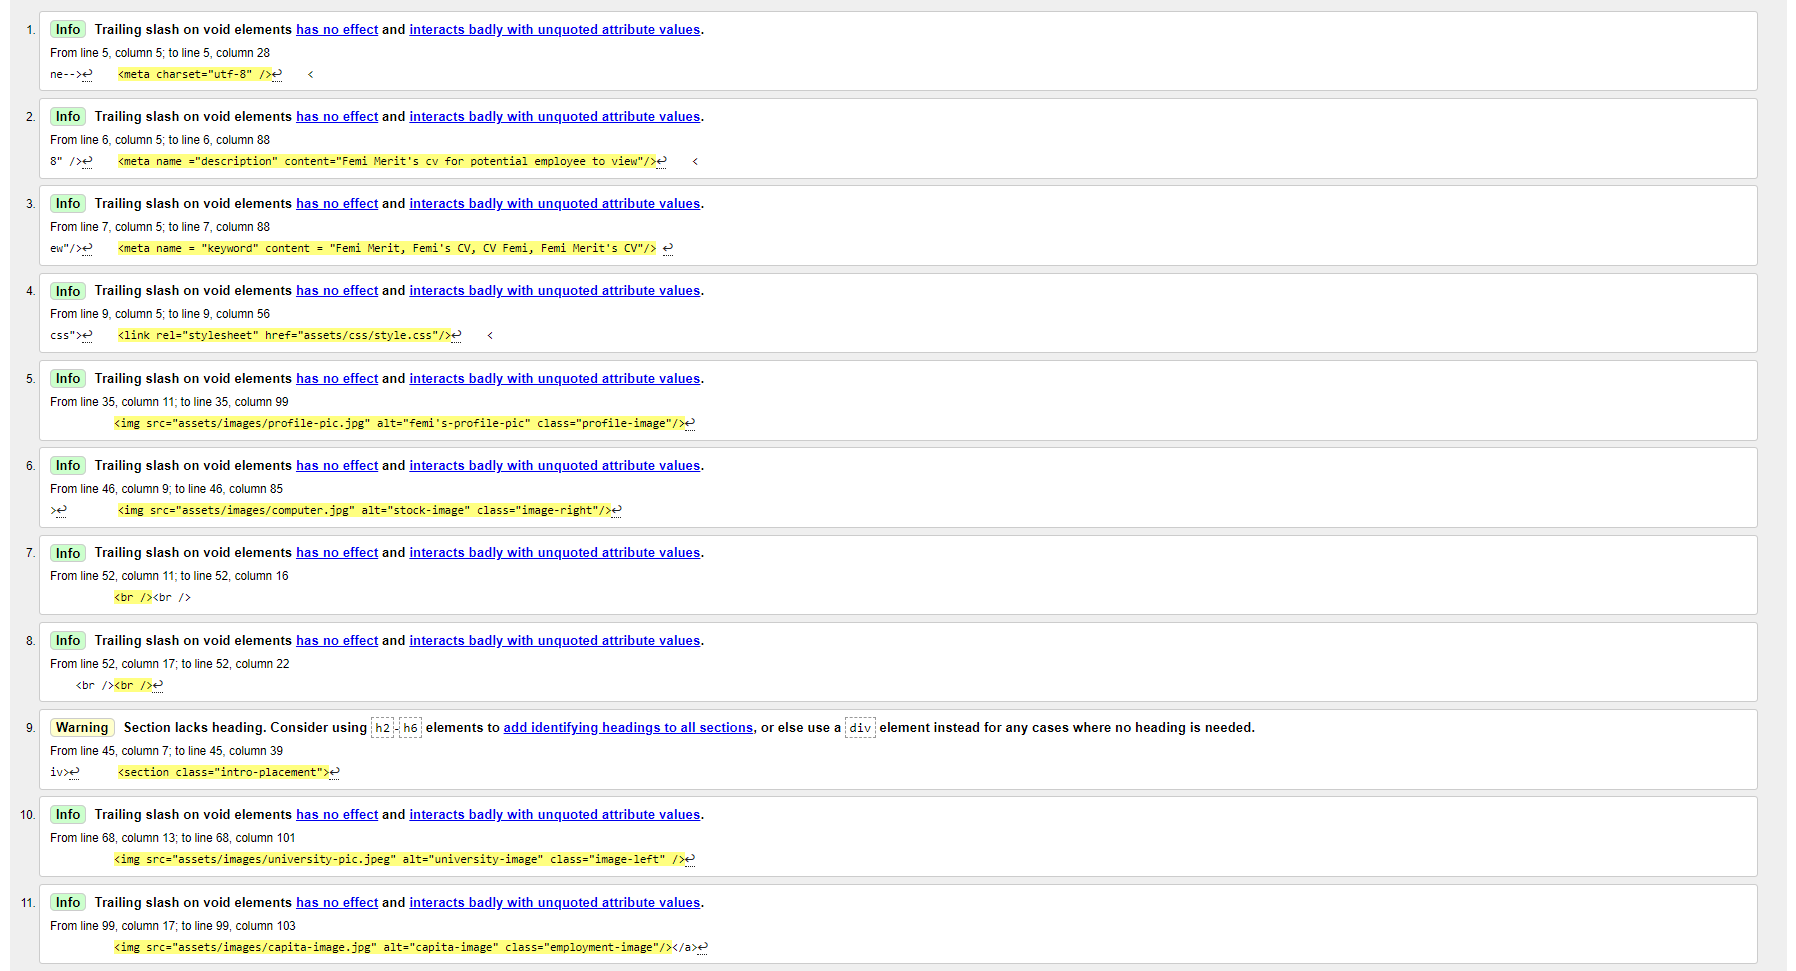 1. Info Trailing slash on void elements has no effect and interacts badly with unquoted attribute values.
From line 5, column 5; to line 5, column 28
ne-->↩    <meta charset="utf-8" />↩    <
2. Info Trailing slash on void elements has no effect and interacts badly with unquoted attribute values.
From line 6, column 5; to line 6, column 88
8" />↩    <meta name ="description" content="Femi Merit's cv for potential employee to view"/>↩    <
3. Info Trailing slash on void elements has no effect and interacts badly with unquoted attribute values.
From line 7, column 5; to line 7, column 88
ew"/>↩    <meta name = "keyword" content = "Femi Merit, Femi's CV, CV Femi, Femi Merit's CV"/> ↩
4. Info Trailing slash on void elements has no effect and interacts badly with unquoted attribute values.
From line 9, column 5; to line 9, column 56
css">↩    <link rel="stylesheet" href="assets/css/style.css"/>↩    <
5. Info Trailing slash on void elements has no effect and interacts badly with unquoted attribute values.
From line 35, column 11; to line 35, column 99
<img src="assets/images/profile-pic.jpg" alt="femi's-profile-pic" class="profile-image"/>↩
6. Info Trailing slash on void elements has no effect and interacts badly with unquoted attribute values.
From line 46, column 9; to line 46, column 85
>↩        <img src="assets/images/computer.jpg" alt="stock-image" class="image-right"/>↩
7. Info Trailing slash on void elements has no effect and interacts badly with unquoted attribute values.
From line 52, column 11; to line 52, column 16
<br /><br />
8. Info Trailing slash on void elements has no effect and interacts badly with unquoted attribute values.
From line 52, column 17; to line 52, column 22
<br /><br />↩
9. Warning Section lacks heading. Consider using h2-h6 elements to add identifying headings to all sections, or else use a div element instead for any cases where no heading is needed.
From line 45, column 7; to line 45, column 39
iv>↩      <section class="intro-placement">↩
10. Info Trailing slash on void elements has no effect and interacts badly with unquoted attribute values.
From line 68, column 13; to line 68, column 101
<img src="assets/images/university-pic.jpeg" alt="university-image" class="image-left" />↩
11. Info Trailing slash on void elements has no effect and interacts badly with unquoted attribute values.
From line 99, column 17; to line 99, column 103
<img src="assets/images/capita-image.jpg" alt="capita-image" class="employment-image"/></a>↩